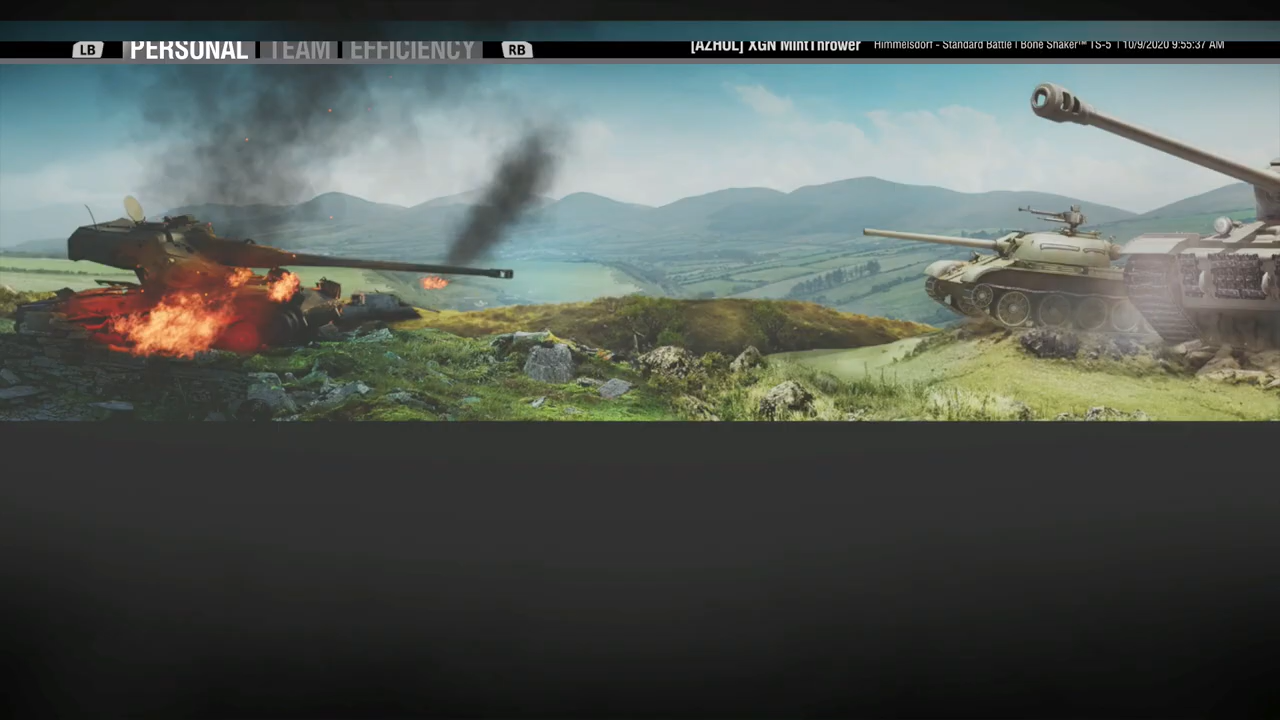 LB PERSONAL TEAM EFFICIENCY RB [AZHUL] XGN MintThrower Himmelsdorf - Standard Battle | Bone Shaker™ TS-5 | 10/9/2020 9:55:37 AM